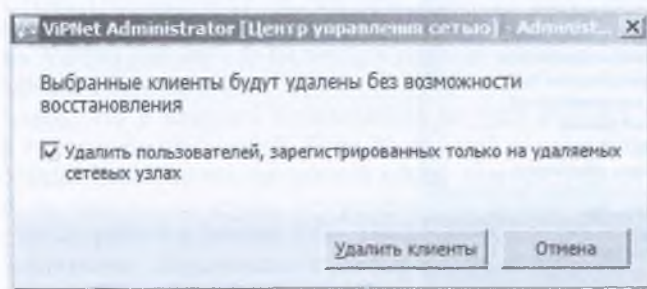 ViPNet Administrator [Центр управления сетью] - Administ...
Выбранные клиенты будут удалены без возможности
восстановления
Удалить пользователей, зарегистрированных только на удаляемых
сетевых узлах
Удалить клиенты Отмена